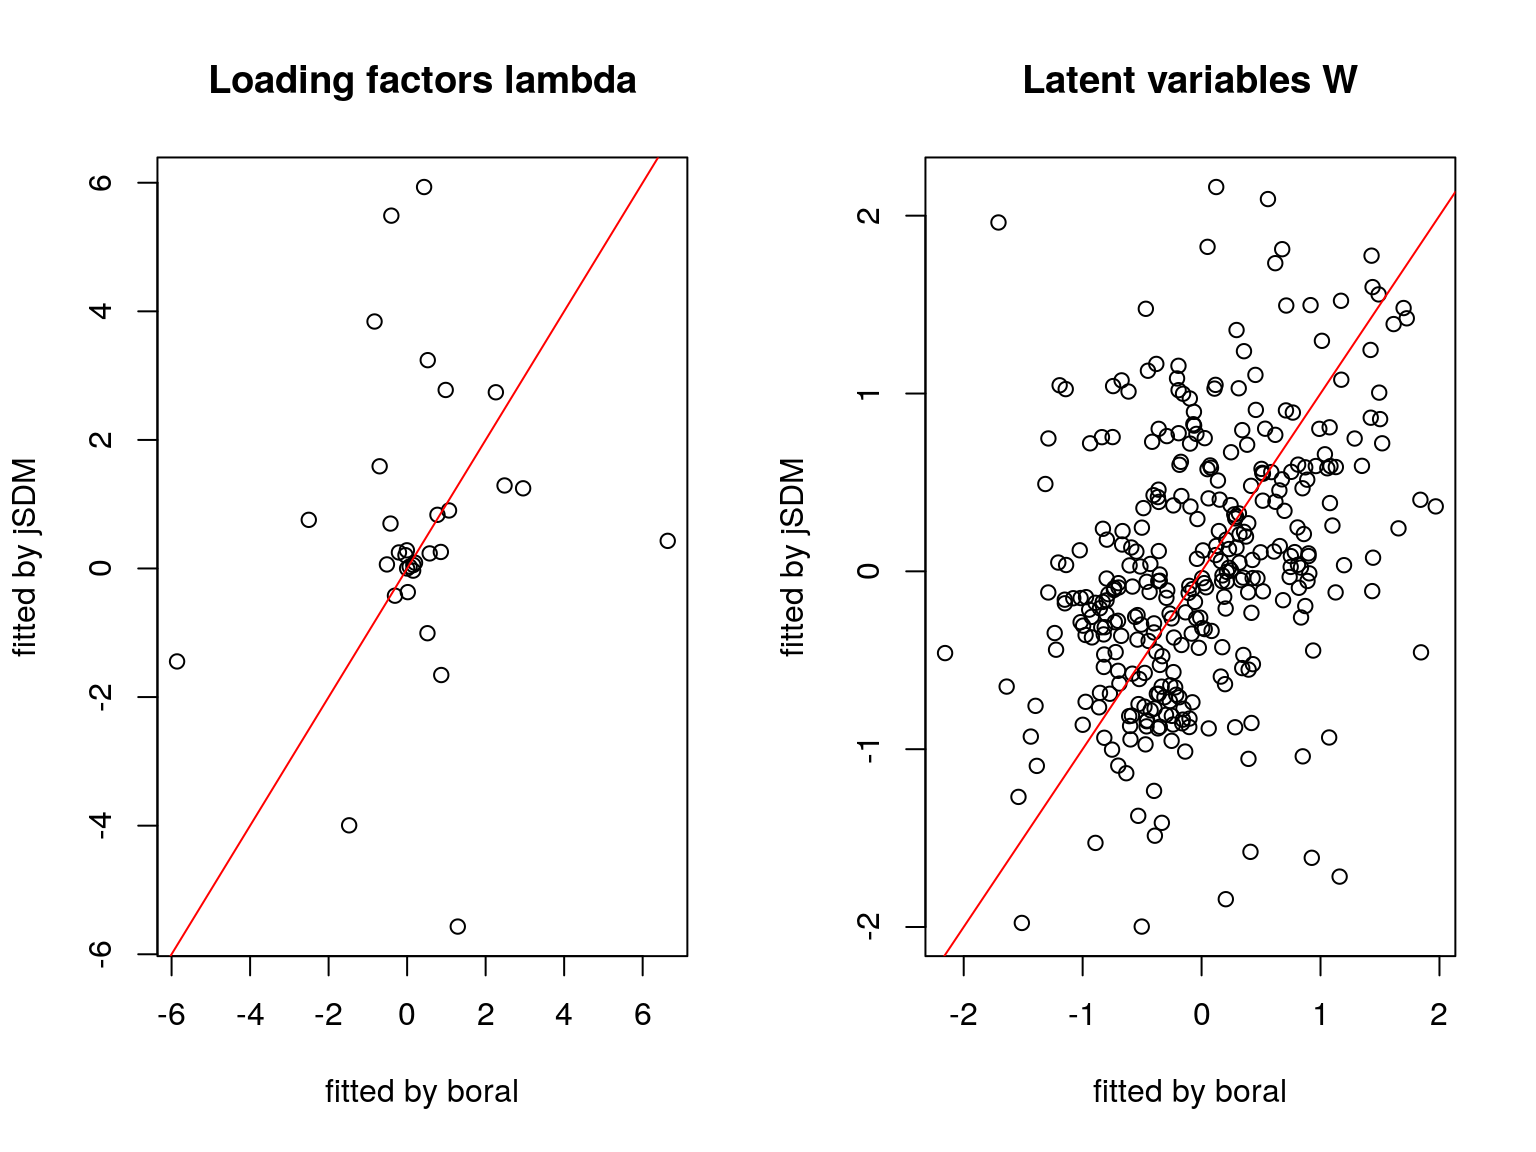 Loading factors lambda
fitted by jSDM
6
4
2
0
-2
-4
-6
-6 -4 -2 0 2 4 6
fitted by boral
Latent variables W
fitted by jSDM
2
1
0
-1
-2
-2 -1 0 1 2
fitted by boral